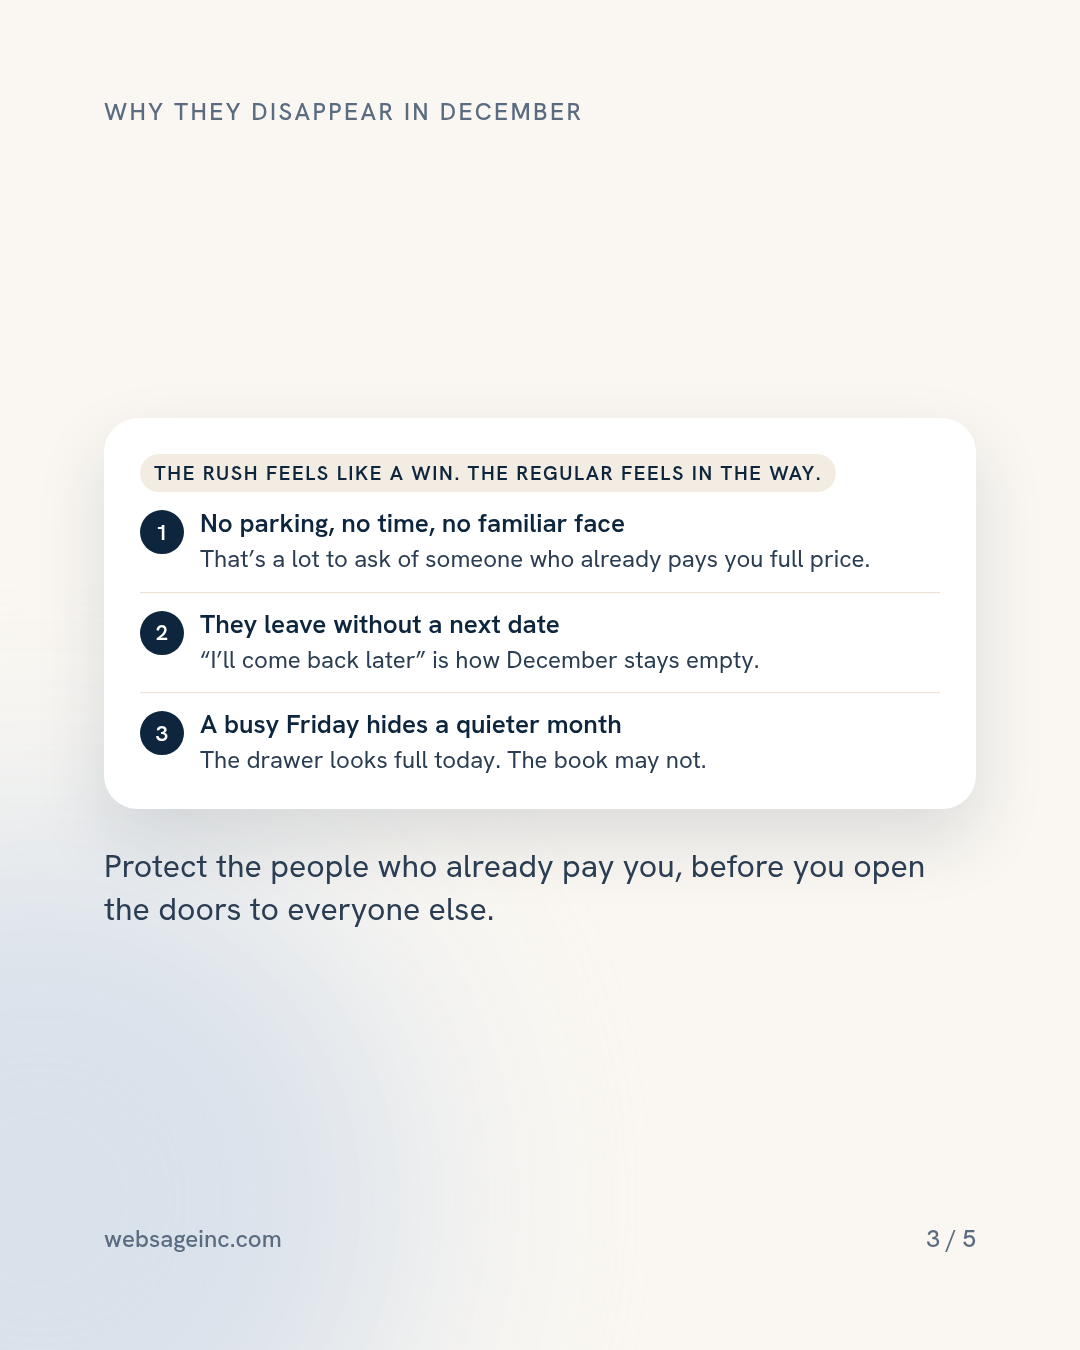 WHY THEY DISAPPEAR IN DECEMBER
THE RUSH FEELS LIKE A WIN. THE REGULAR FEELS IN THE WAY.
1 No parking, no time, no familiar face
That’s a lot to ask of someone who already pays you full price.
2 They leave without a next date
“I’ll come back later” is how December stays empty.
3 A busy Friday hides a quieter month
The drawer looks full today. The book may not.
Protect the people who already pay you, before you open
the doors to everyone else.
websageinc.com
3 / 5